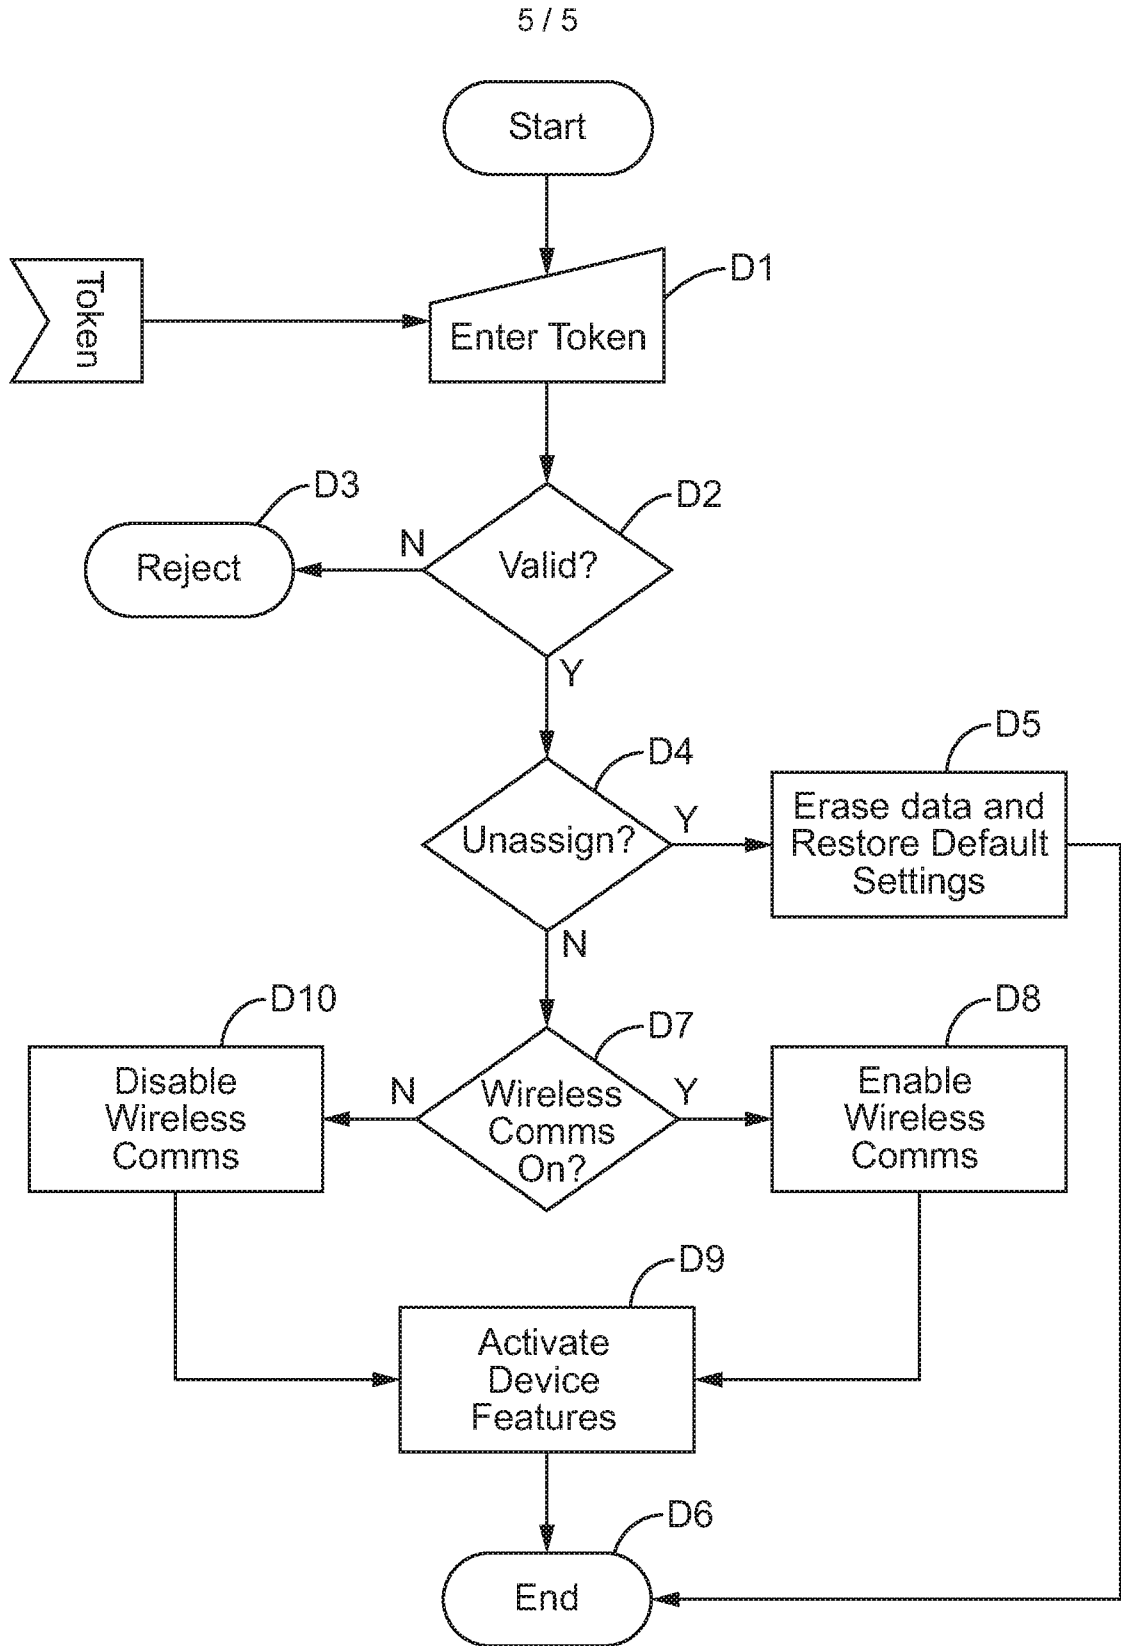 5 / 5
Start
D1
Token
Enter Token
D3
D2
N
Reject
Valid?
Y
D5
D4
Erase data and
Restore Default
Settings
Y
Unassign?
N
D10
D8
D7
Disable
Wireless
Comms
N
Wireless
Comms
On?
Y
Enable
Wireless
Comms
D9
Activate
Device
Features
D6
End